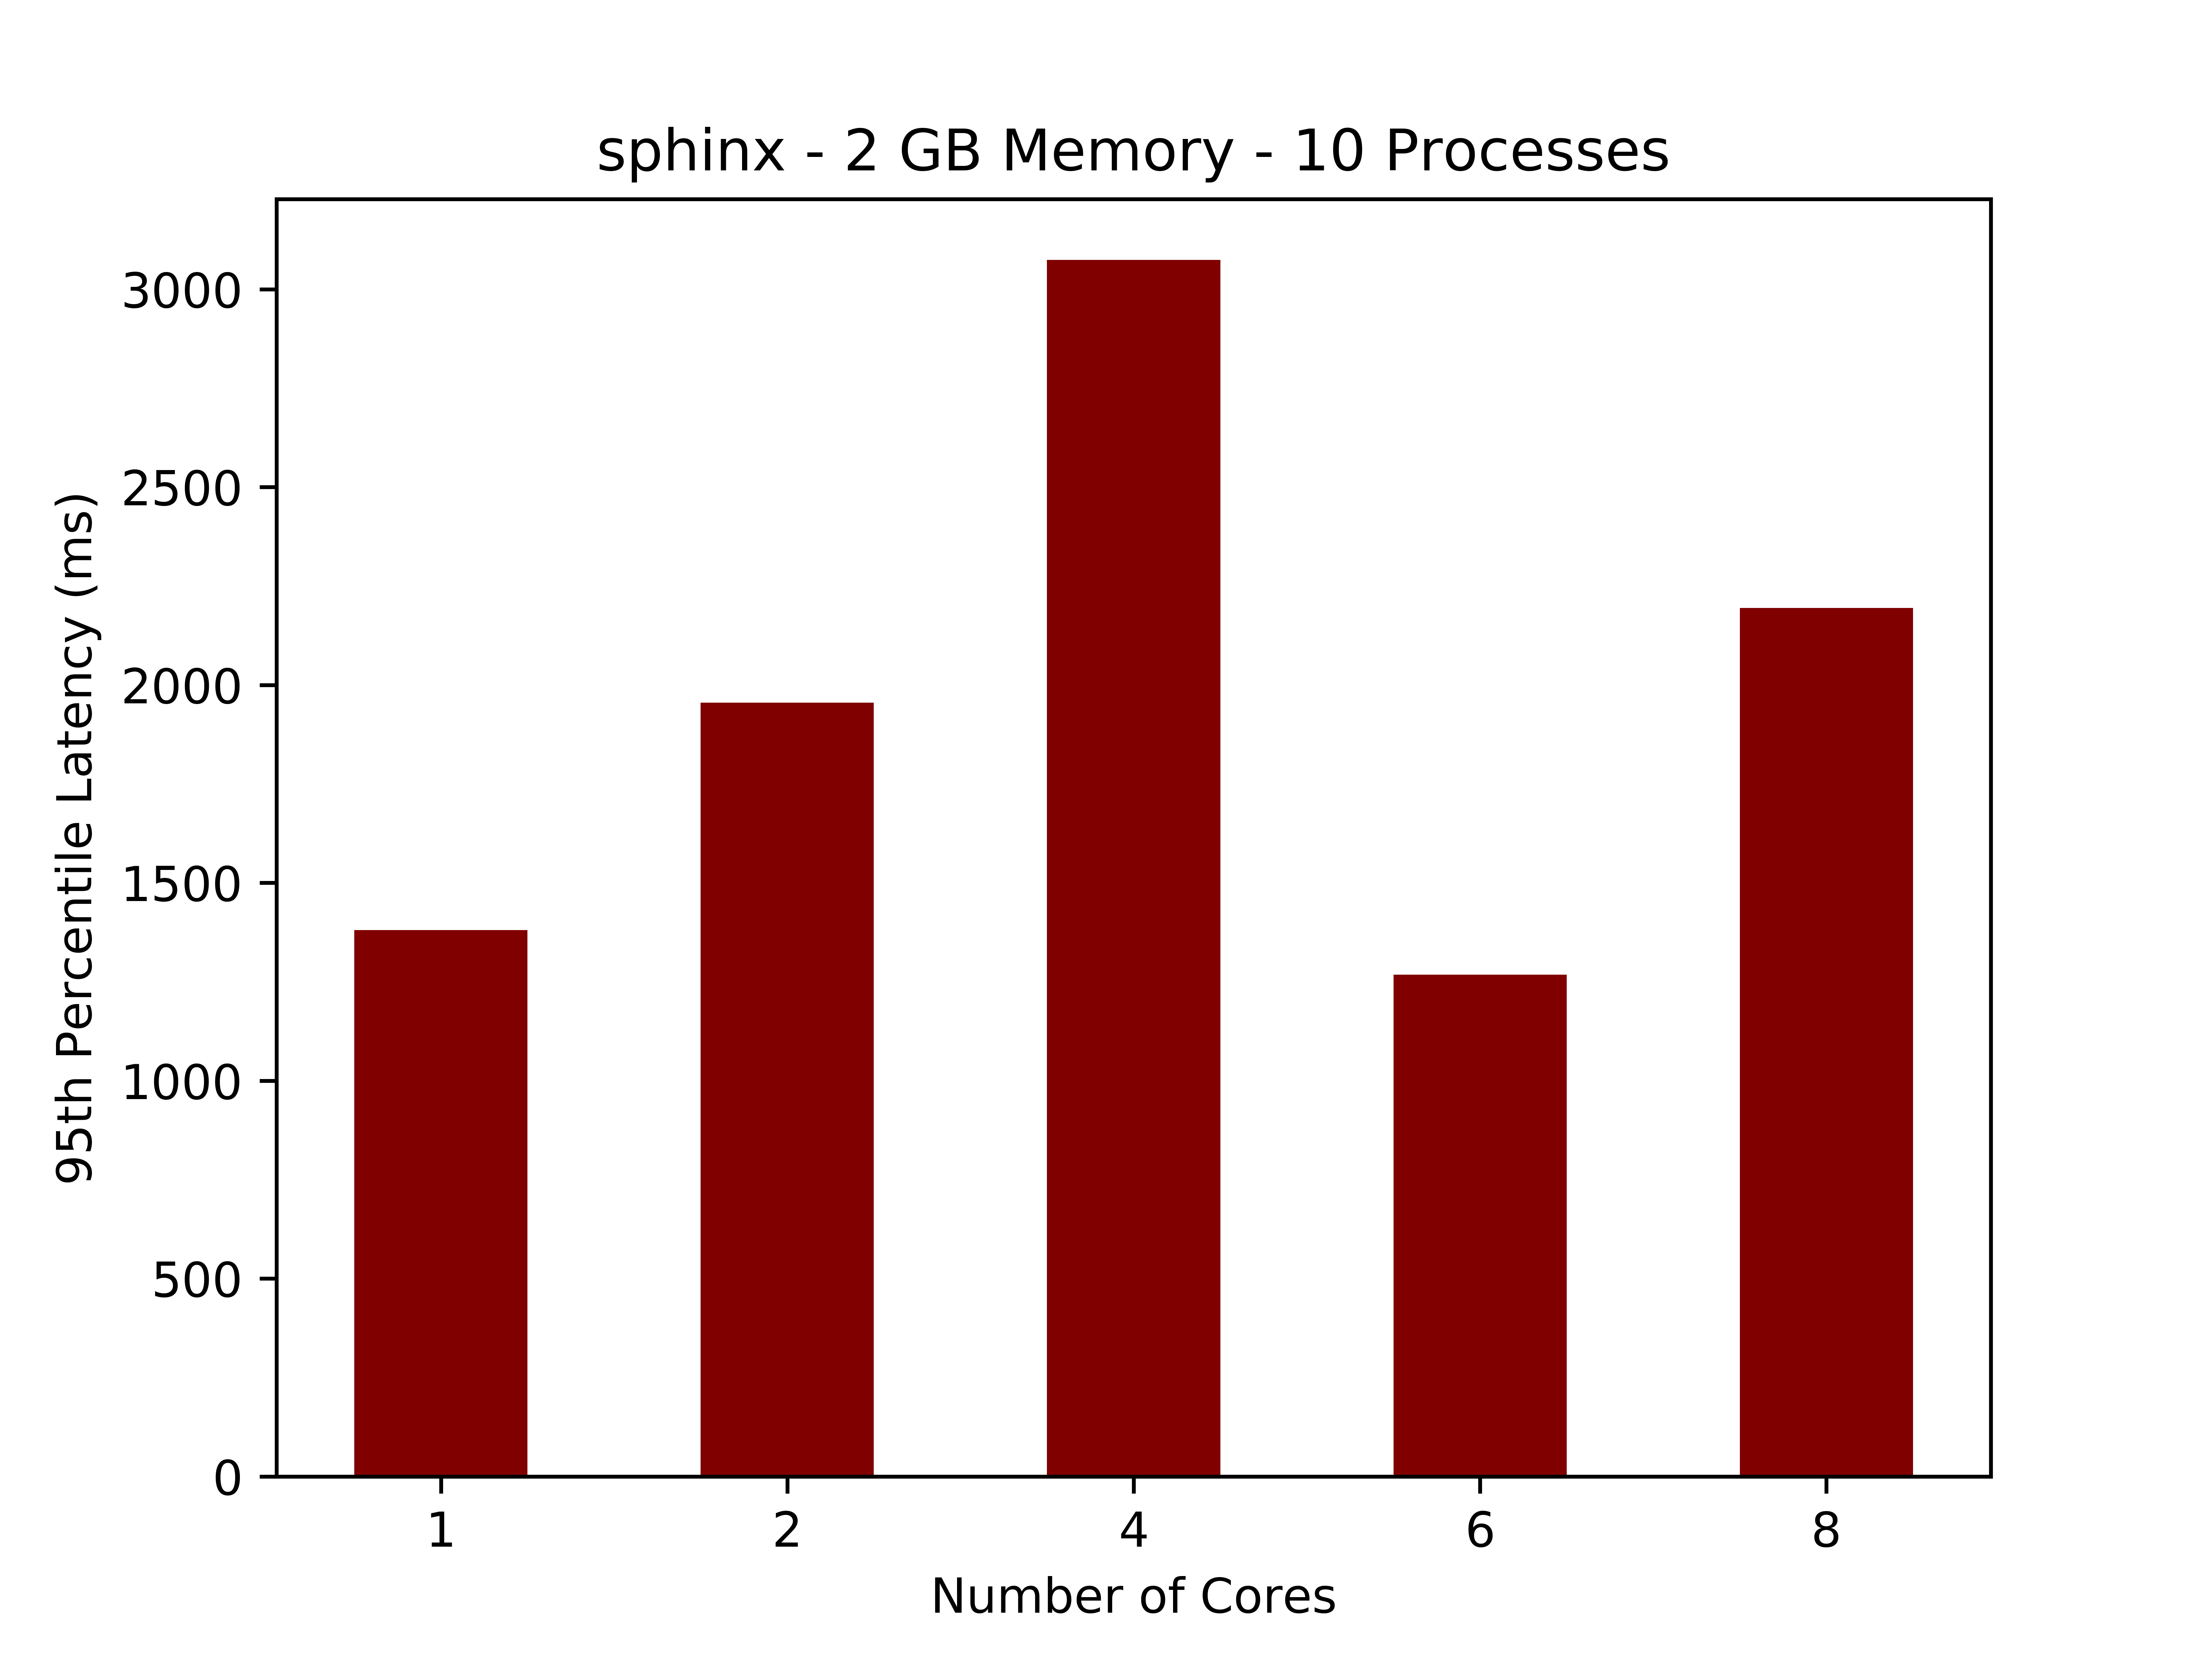 sphinx - 2 GB Memory - 10 Processes
95th Percentile Latency (ms)
3000
2500
2000
1500
1000
500
0
1 2 4 6 8
Number of Cores